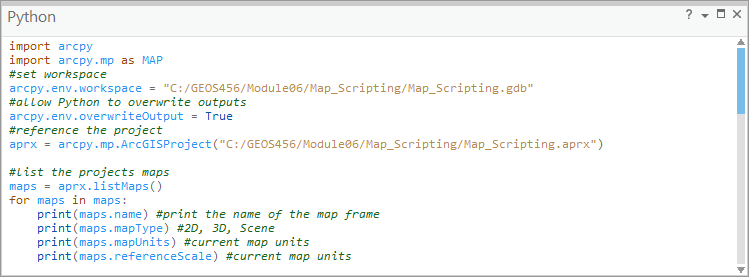 Python
?
import arcpy
import arcpy.mp as MAP
#set workspace
arcpy.env.workspace = "C:/GEOS456/Module06/Map_Scripting/Map_Scripting.gdb"
#allow Python to overwrite outputs
arcpy.env.overwriteOutput = True
#reference the project
aprx = arcpy.mp.ArcGISProject("C:/GEOS456/Module06/Map_Scripting/Map_Scripting.aprx")

#list the projects maps
maps = aprx.listMaps()
for maps in maps:
    print(maps.name) #print the name of the map frame
    print(maps.mapType) #2D, 3D, Scene
    print(maps.mapUnits) #current map units
    print(maps.referenceScale) #current map units